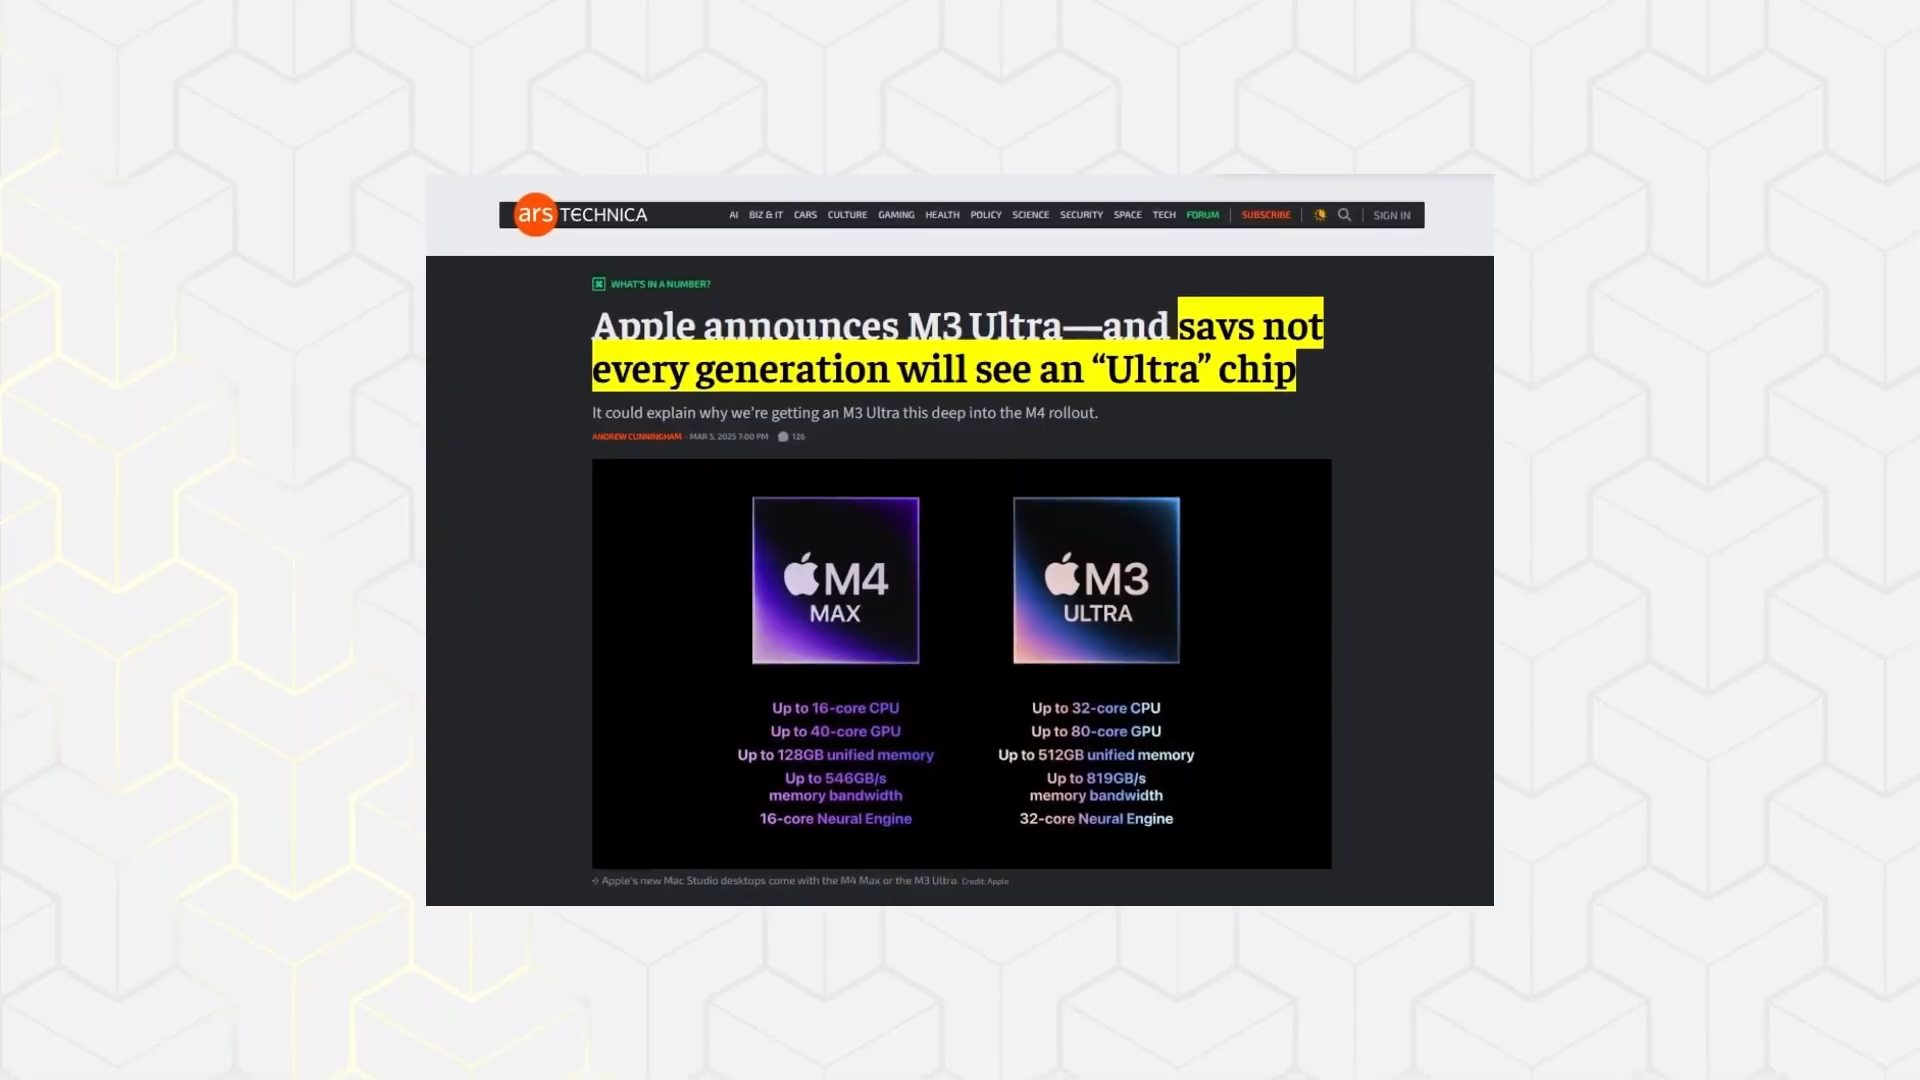 ars TECHNICA AI BIZ & IT CARS CULTURE GAMING HEALTH POLICY SCIENCE SECURITY SPACE TECH FORUM SUBSCRIBE SIGN IN
WHAT'S IN A NUMBER?
Apple announces M3 Ultra—and says not
every generation will see an “Ultra” chip
It could explain why we’re getting an M3 Ultra this deep into the M4 rollout.
ANDREW CUNNINGHAM - MAR 5, 2025 7:00 PM 126
M4
MAX
M3
ULTRA
Up to 16-core CPU
Up to 40-core GPU
Up to 128GB unified memory
Up to 546GB/s
memory bandwidth
16-core Neural Engine
Up to 32-core CPU
Up to 80-core GPU
Up to 512GB unified memory
Up to 819GB/s
memory bandwidth
32-core Neural Engine
Apple's new Mac Studio desktops come with the M4 Max or the M3 Ultra. Credit: Apple